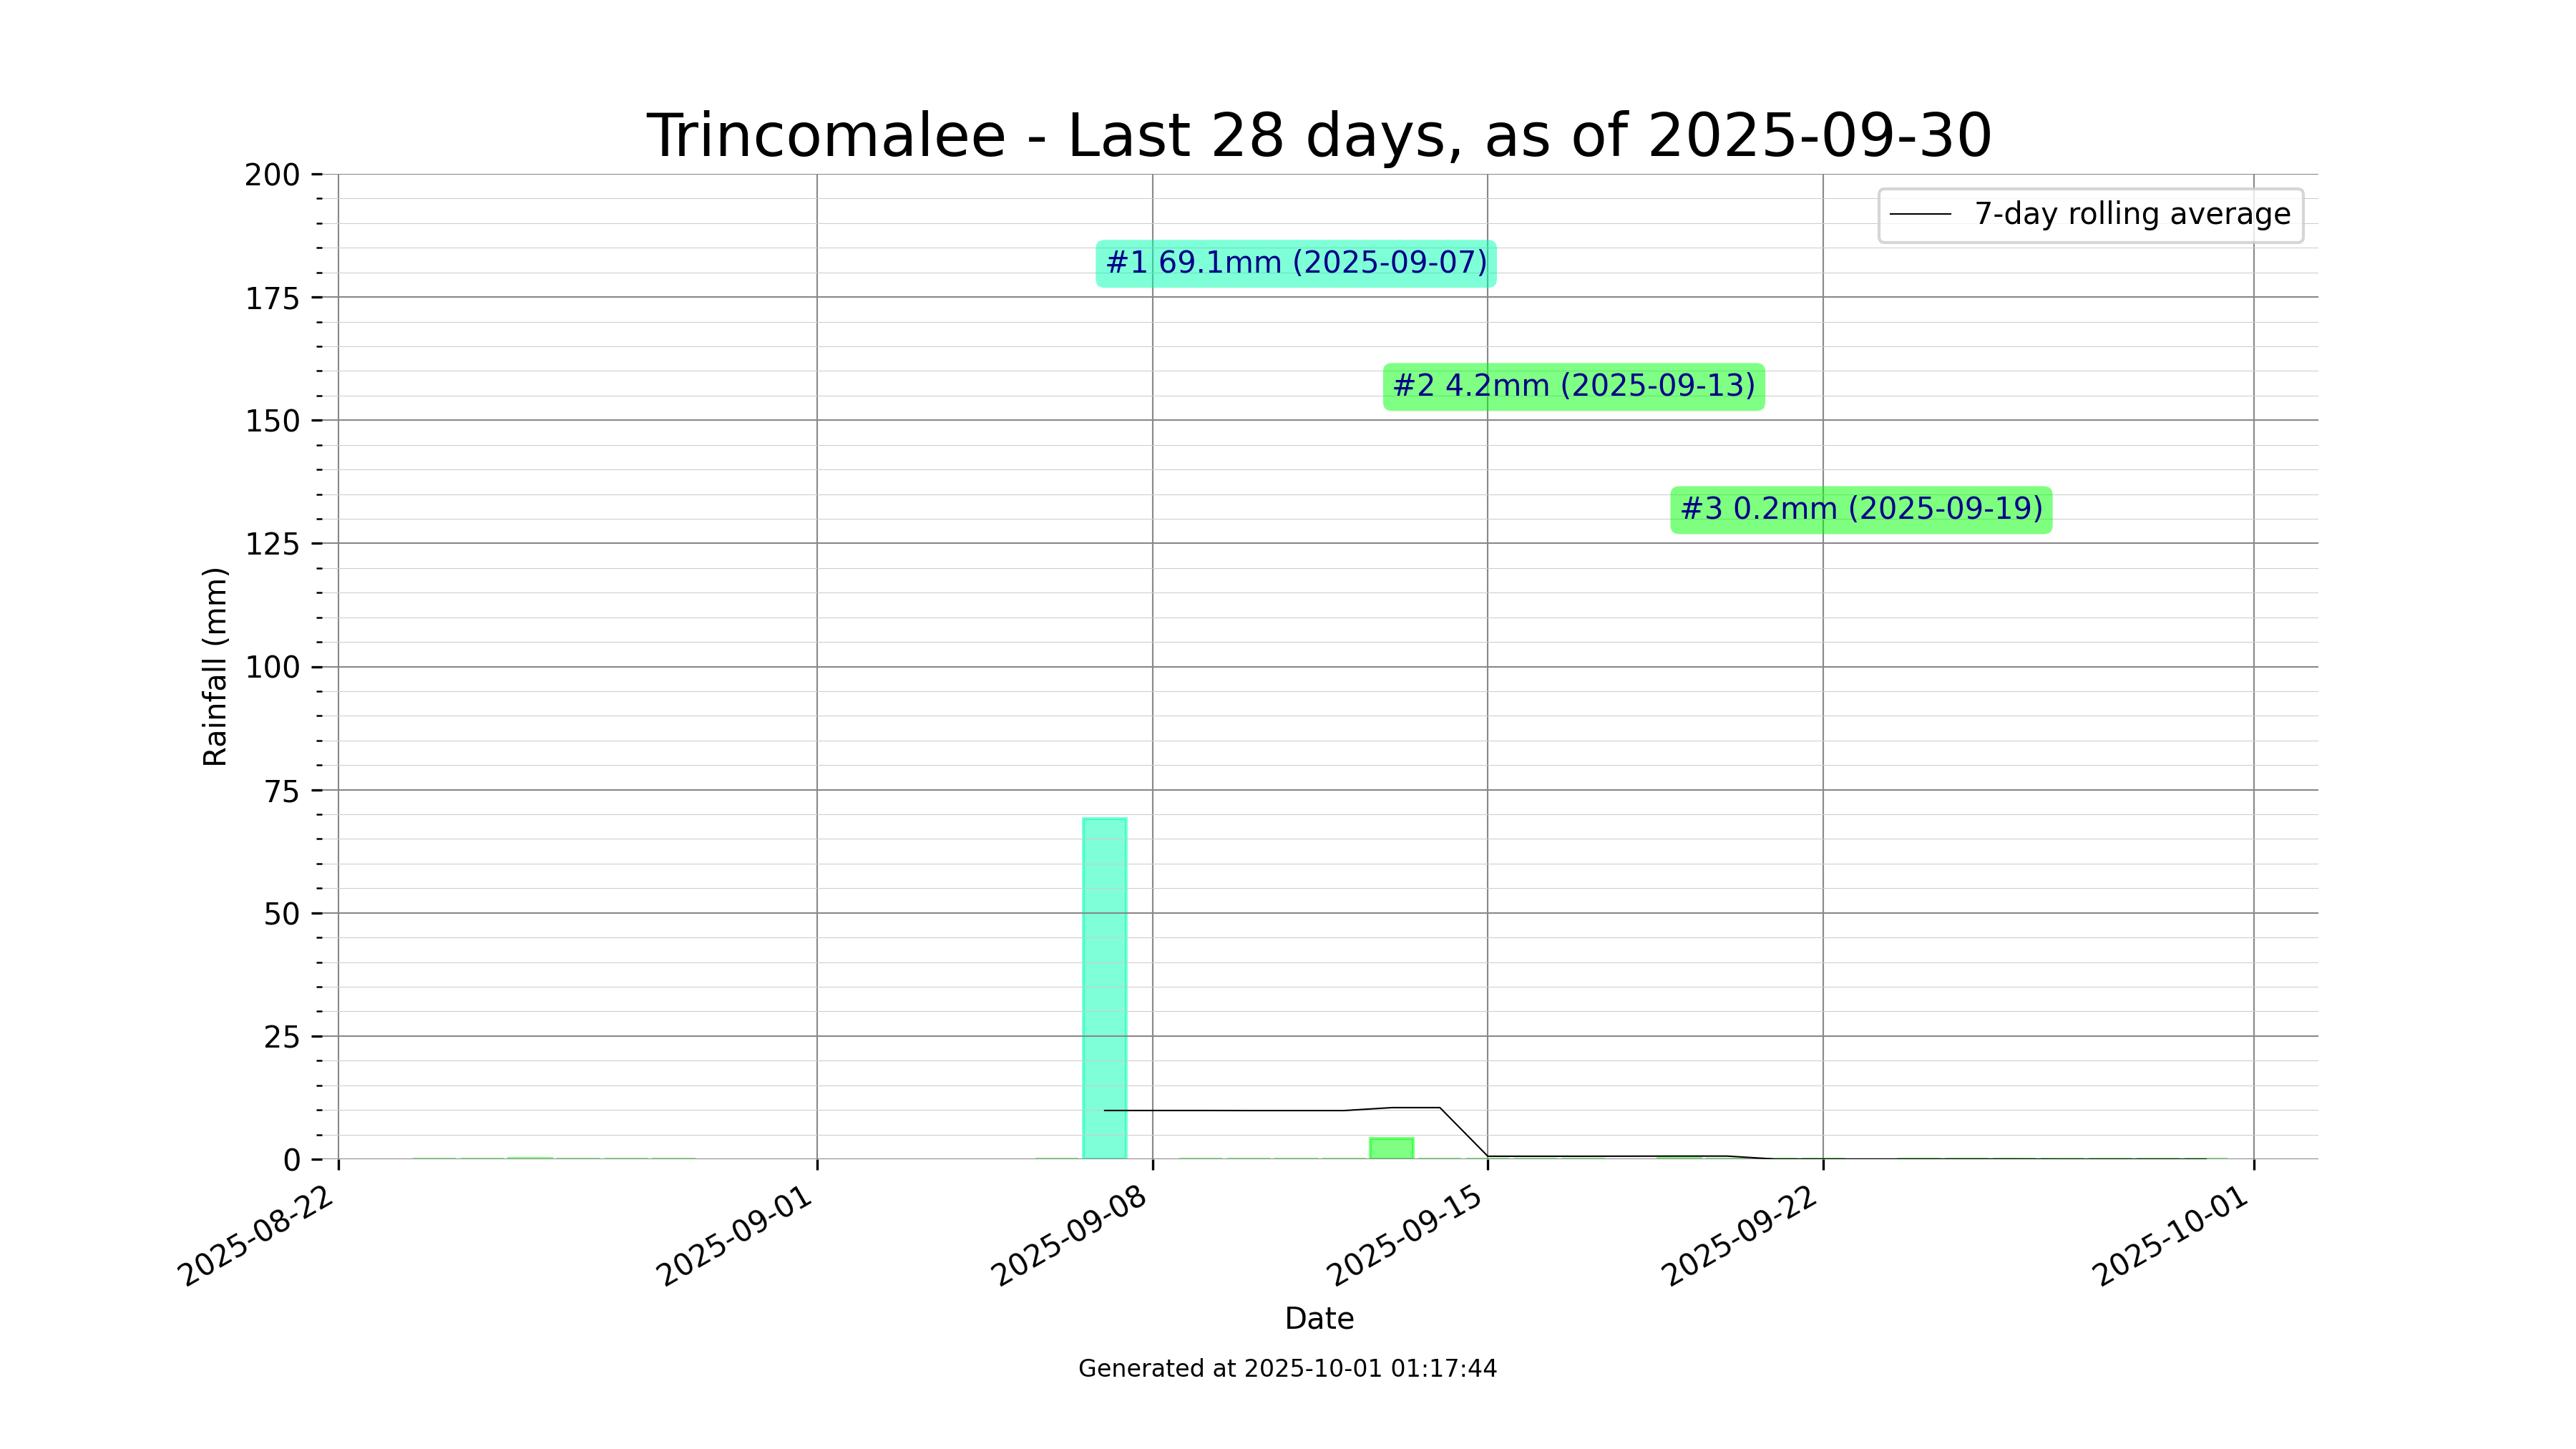 Trincomalee - Last 28 days, as of 2025-09-30
7-day rolling average
#1 69.1mm (2025-09-07)
#2 4.2mm (2025-09-13)
#3 0.2mm (2025-09-19)
Rainfall (mm)
200
175
150
125
100
75
50
25
0
2025-08-22
2025-09-01
2025-09-08
2025-09-15
2025-09-22
2025-10-01
Date
Generated at 2025-10-01 01:17:44